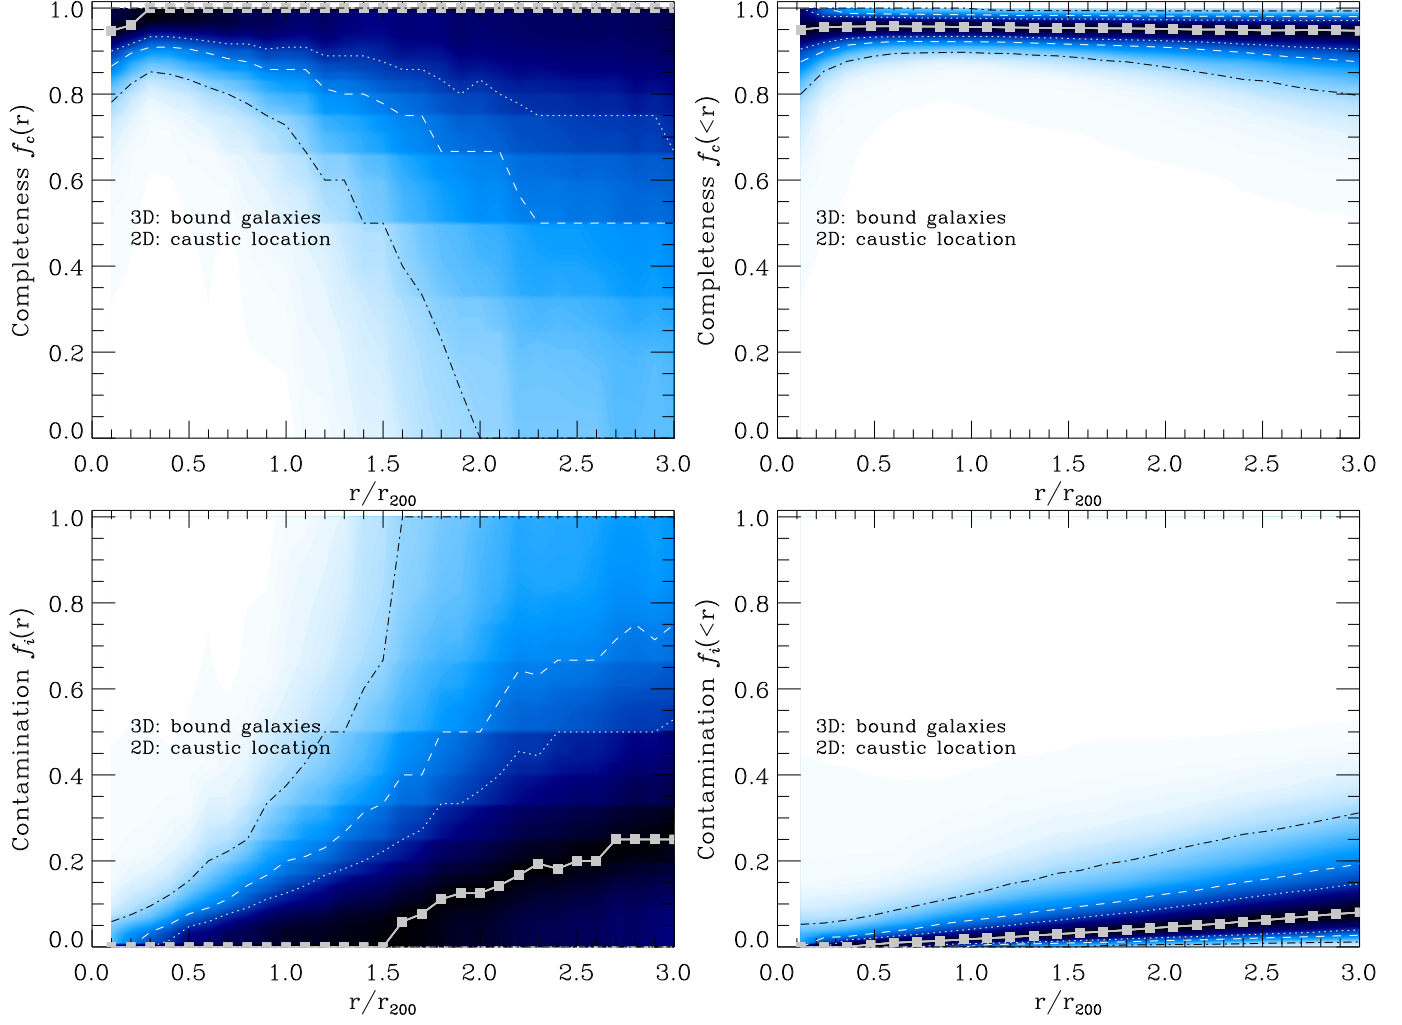 1.0
0.8
0.6
0.4
0.2
0.0
Completeness f_c(r)
3D: bound galaxies
2D: caustic location
0.0 0.5 1.0 1.5 2.0 2.5 3.0
r/r_200
1.0
0.8
0.6
0.4
0.2
0.0
Completeness f_c(<r)
3D: bound galaxies
2D: caustic location
0.0 0.5 1.0 1.5 2.0 2.5 3.0
r/r_200
1.0
0.8
0.6
0.4
0.2
0.0
Contamination f_i(r)
3D: bound galaxies
2D: caustic location
0.0 0.5 1.0 1.5 2.0 2.5 3.0
r/r_200
1.0
0.8
0.6
0.4
0.2
0.0
Contamination f_i(<r)
3D: bound galaxies
2D: caustic location
0.0 0.5 1.0 1.5 2.0 2.5 3.0
r/r_200